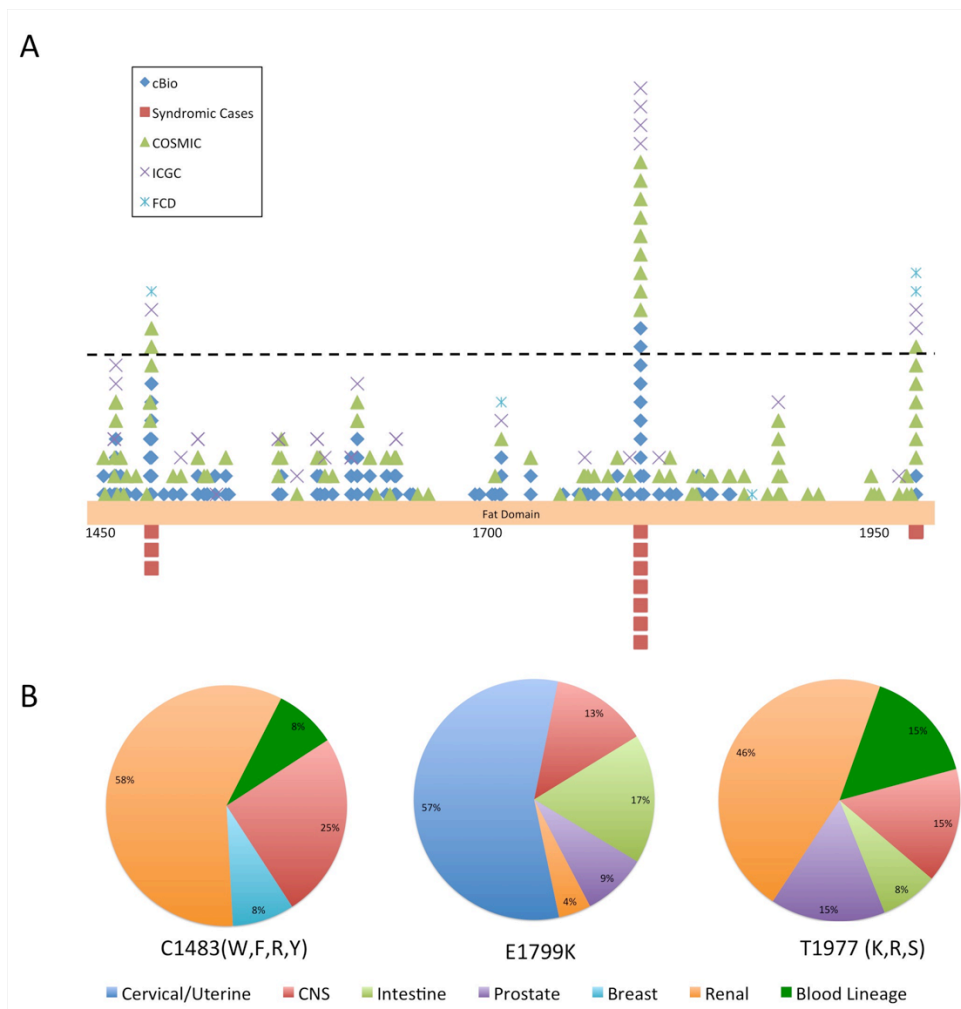 A
cBio
Syndromic Cases
COSMIC
ICGC
FCD
Fat Domain
1450
1700
1950
B
8%
25%
8%
58%
13%
17%
9%
4%
57%
15%
15%
8%
15%
46%
C1483(W,F,R,Y)
E1799K
T1977 (K,R,S)
Cervical/Uterine
CNS
Intestine
Prostate
Breast
Renal
Blood Lineage